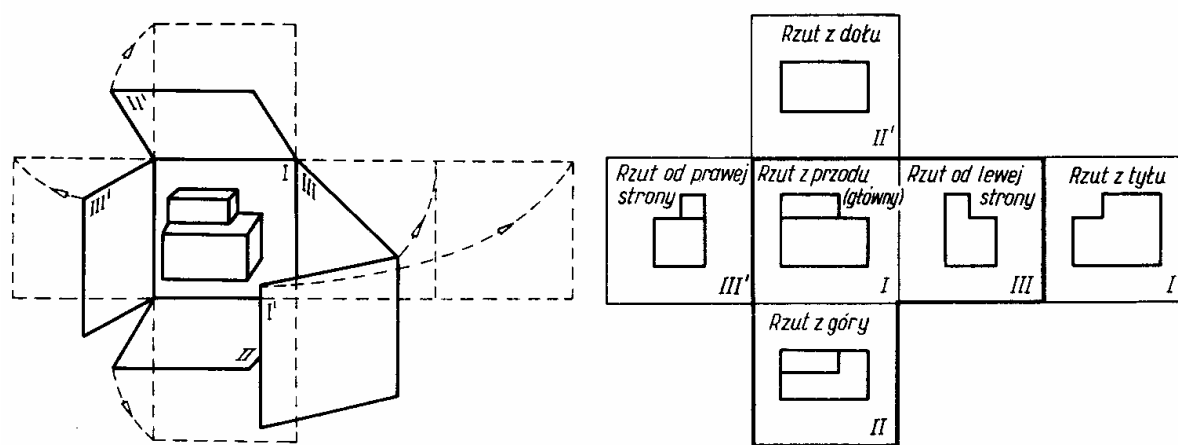 II'
I
III
III'
I'
II
Rzut z dołu
II'
Rzut od prawej
strony
III'
Rzut z przodu
(główny)
I
Rzut od lewej
strony
III
Rzut z tyłu
I'
Rzut z góry
II